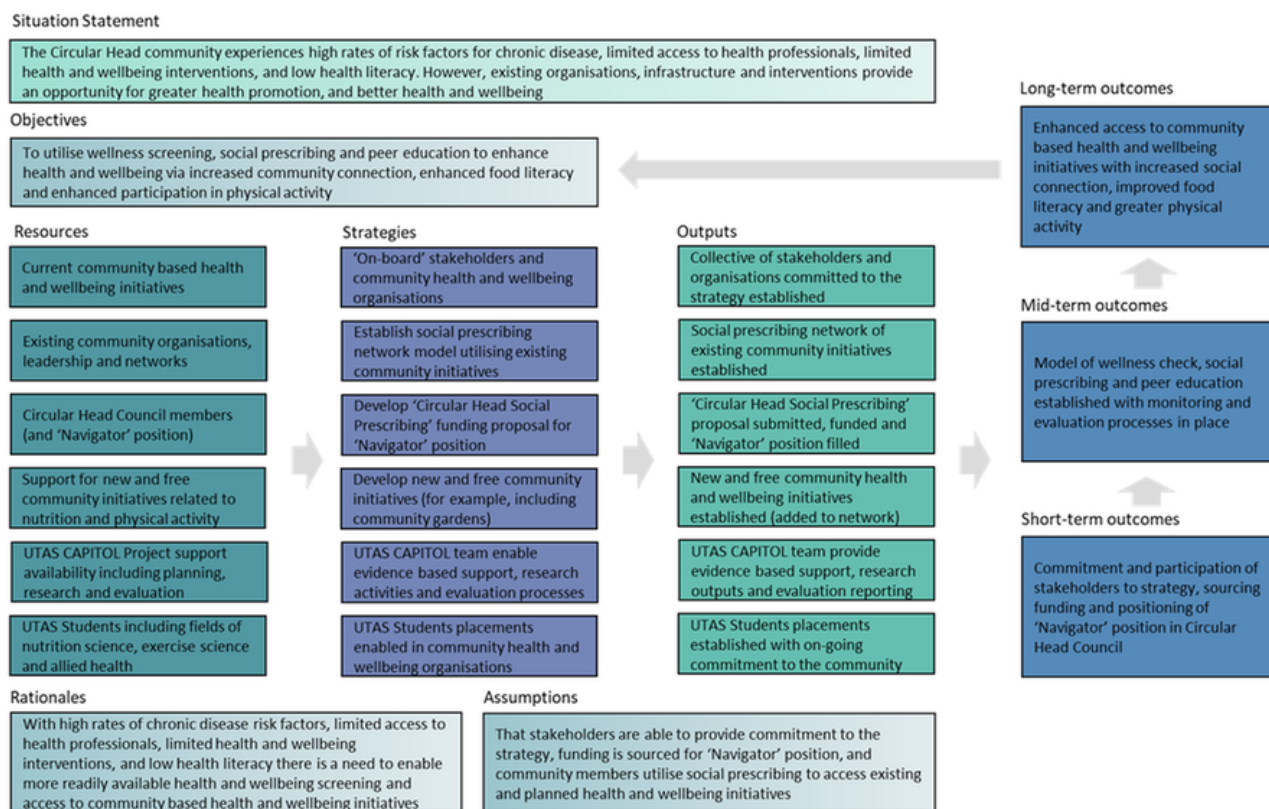 Situation Statement
The Circular Head community experiences high rates of risk factors for chronic disease, limited access to health professionals, limited
health and wellbeing interventions, and low health literacy. However, existing organisations, infrastructure and interventions provide
an opportunity for greater health promotion, and better health and wellbeing
Objectives
To utilise wellness screening, social prescribing and peer education to enhance
health and wellbeing via increased community connection, enhanced food literacy
and enhanced participation in physical activity
Resources
Current community based health
and wellbeing initiatives
Existing community organisations,
leadership and networks
Circular Head Council members
(and ‘Navigator’ position)
Support for new and free
community initiatives related to
nutrition and physical activity
UTAS CAPITOL Project support
availability including planning,
research and evaluation
UTAS Students including fields of
nutrition science, exercise science
and allied health
Strategies
‘On-board’ stakeholders and
community health and wellbeing
organisations
Establish social prescribing
network model utilising existing
community initiatives
Develop ‘Circular Head Social
Prescribing’ funding proposal for
‘Navigator’ position
Develop new and free community
initiatives (for example, including
community gardens)
UTAS CAPITOL team enable
evidence based support, research
activities and evaluation processes
UTAS Students placements
enabled in community health and
wellbeing organisations
Outputs
Collective of stakeholders and
organisations committed to the
strategy established
Social prescribing network of
existing community initiatives
established
‘Circular Head Social Prescribing’
proposal submitted, funded and
‘Navigator’ position filled
New and free community health
and wellbeing initiatives
established (added to network)
UTAS CAPITOL team provide
evidence based support, research
outputs and evaluation reporting
UTAS Students placements
established with on-going
commitment to the community
Long-term outcomes
Enhanced access to community
based health and wellbeing
initiatives with increased social
connection, improved food
literacy and greater physical
activity
Mid-term outcomes
Model of wellness check, social
prescribing and peer education
established with monitoring and
evaluation processes in place
Short-term outcomes
Commitment and participation of
stakeholders to strategy, sourcing
funding and positioning of
‘Navigator’ position in Circular
Head Council
Rationales
With high rates of chronic disease risk factors, limited access to
health professionals, limited health and wellbeing
interventions, and low health literacy there is a need to enable
more readily available health and wellbeing screening and
access to community based health and wellbeing initiatives
Assumptions
That stakeholders are able to provide commitment to the
strategy, funding is sourced for ‘Navigator’ position, and
community members utilise social prescribing to access existing
and planned health and wellbeing initiatives